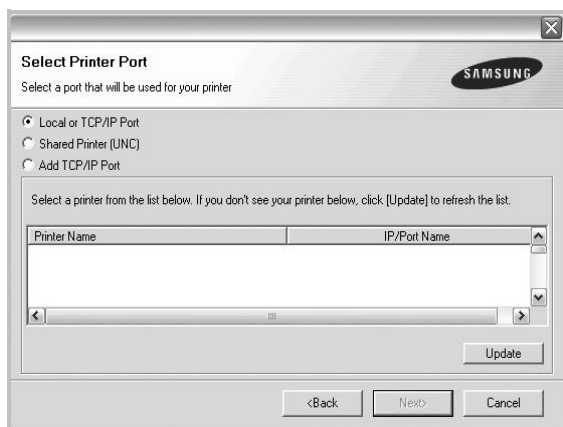 Select Printer Port
Select a port that will be used for your printer
SAMSUNG
Local or TCP/IP Port
Shared Printer (UNC)
Add TCP/IP Port
Select a printer from the list below. If you don't see your printer below, click [Update] to refresh the list.
Printer Name IP/Port Name
Update
<Back Next> Cancel